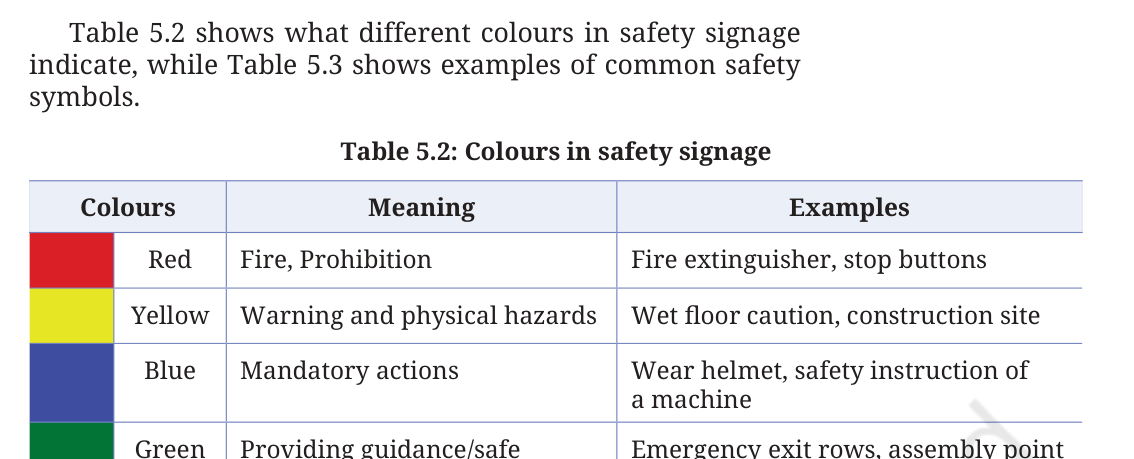 Table 5.2 shows what different colours in safety signage
indicate, while Table 5.3 shows examples of common safety
symbols.
Table 5.2: Colours in safety signage
Colours Meaning Examples
Red Fire, Prohibition Fire extinguisher, stop buttons
Yellow Warning and physical hazards Wet floor caution, construction site
Blue Mandatory actions Wear helmet, safety instruction of
a machine
Green Providing guidance/safe Emergency exit rows, assembly point